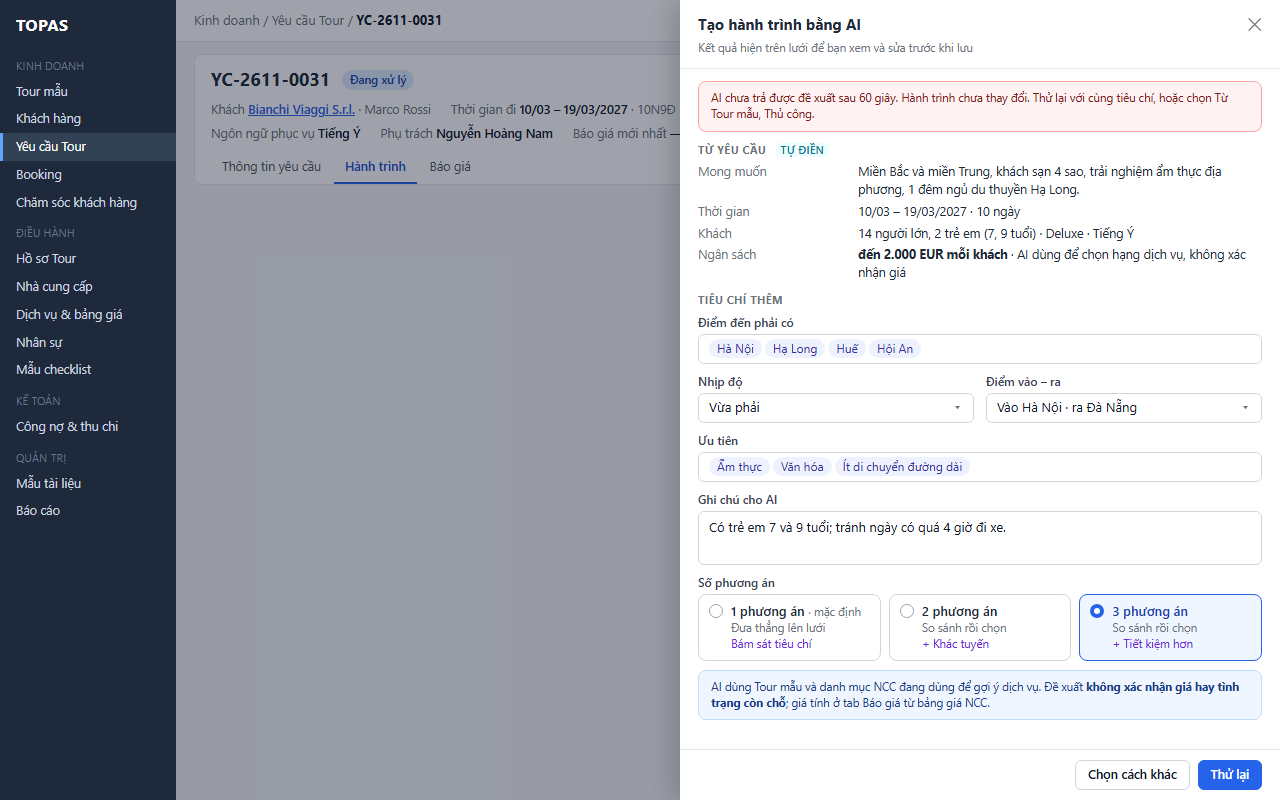 TOPAS
KINH DOANH
Tour mẫu
Khách hàng
Yêu cầu Tour
Booking
Chăm sóc khách hàng
ĐIỀU HÀNH
Hồ sơ Tour
Nhà cung cấp
Dịch vụ & bảng giá
Nhân sự
Mẫu checklist
KẾ TOÁN
Công nợ & thu chi
QUẢN TRỊ
Mẫu tài liệu
Báo cáo
Kinh doanh / Yêu cầu Tour / YC-2611-0031
YC-2611-0031 Đang xử lý
Khách Bianchi Viaggi S.r.l. · Marco Rossi Thời gian đi 10/03 – 19/03/2027 · 10N9Đ
Ngôn ngữ phục vụ Tiếng Ý Phụ trách Nguyễn Hoàng Nam Báo giá mới nhất —
Thông tin yêu cầu Hành trình Báo giá
Tạo hành trình bằng AI
Kết quả hiện trên lưới để bạn xem và sửa trước khi lưu
AI chưa trả được đề xuất sau 60 giây. Hành trình chưa thay đổi. Thử lại với cùng tiêu chí, hoặc chọn Từ
Tour mẫu, Thủ công.
TỪ YÊU CẦU TỰ ĐIỀN
Mong muốn Miền Bắc và miền Trung, khách sạn 4 sao, trải nghiệm ẩm thực địa
phương, 1 đêm ngủ du thuyền Hạ Long.
Thời gian 10/03 – 19/03/2027 · 10 ngày
Khách 14 người lớn, 2 trẻ em (7, 9 tuổi) · Deluxe · Tiếng Ý
Ngân sách đến 2.000 EUR mỗi khách · AI dùng để chọn hạng dịch vụ, không xác
nhận giá
TIÊU CHÍ THÊM
Điểm đến phải có
Hà Nội Hạ Long Huế Hội An
Nhịp độ Điểm vào – ra
Vừa phải Vào Hà Nội · ra Đà Nẵng
Ưu tiên
Ẩm thực Văn hóa Ít di chuyển đường dài
Ghi chú cho AI
Có trẻ em 7 và 9 tuổi; tránh ngày có quá 4 giờ đi xe.
Số phương án
1 phương án · mặc định 2 phương án 3 phương án
Đưa thẳng lên lưới So sánh rồi chọn So sánh rồi chọn
Bám sát tiêu chí + Khác tuyến + Tiết kiệm hơn
AI dùng Tour mẫu và danh mục NCC đang dùng để gợi ý dịch vụ. Đề xuất không xác nhận giá hay tình
trạng còn chỗ; giá tính ở tab Báo giá từ bảng giá NCC.
Chọn cách khác Thử lại